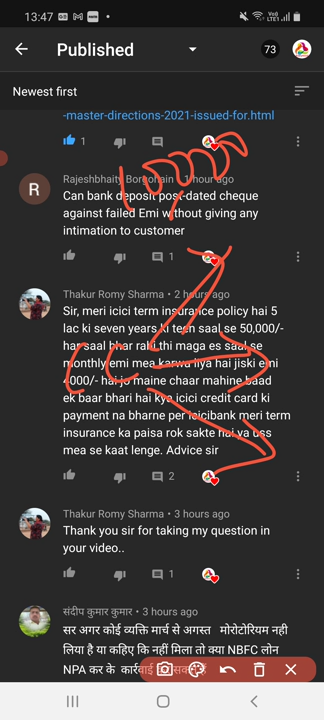 13:47
Published
73
Newest first
-master-directions-2021-issued-for.html
1
R
Rajeshbhaity Borgohain • 1 hour ago
Can bank deposit post-dated cheque
against failed Emi without giving any
intimation to customer
1
Thakur Romy Sharma • 2 hours ago
Sir, meri icici term insurance policy hai 5
lac ki seven years ki teen saal se 50,000/-
har saal bhar raki thi maga es saal se
monthly emi mea karwa liya hai jiski emi
4000/- hai jo maine chaar mahine baad
ek baar bhari hai kya icici credit card ki
payment na bharne per icicibank meri term
insurance ka paisa rok sakte hai ya uss
mea se kaat lenge. Advice sir
2
Thakur Romy Sharma • 3 hours ago
Thank you sir for taking my question in
your video..
1
संदीप कुमार कुमार • 3 hours ago
सर अगर कोई व्यक्ति मार्च से अगस्त मोरोटोरियम नही
लिया है या कहिए कि नहीं मिला तो क्या NBFC लोन
NPA कर के